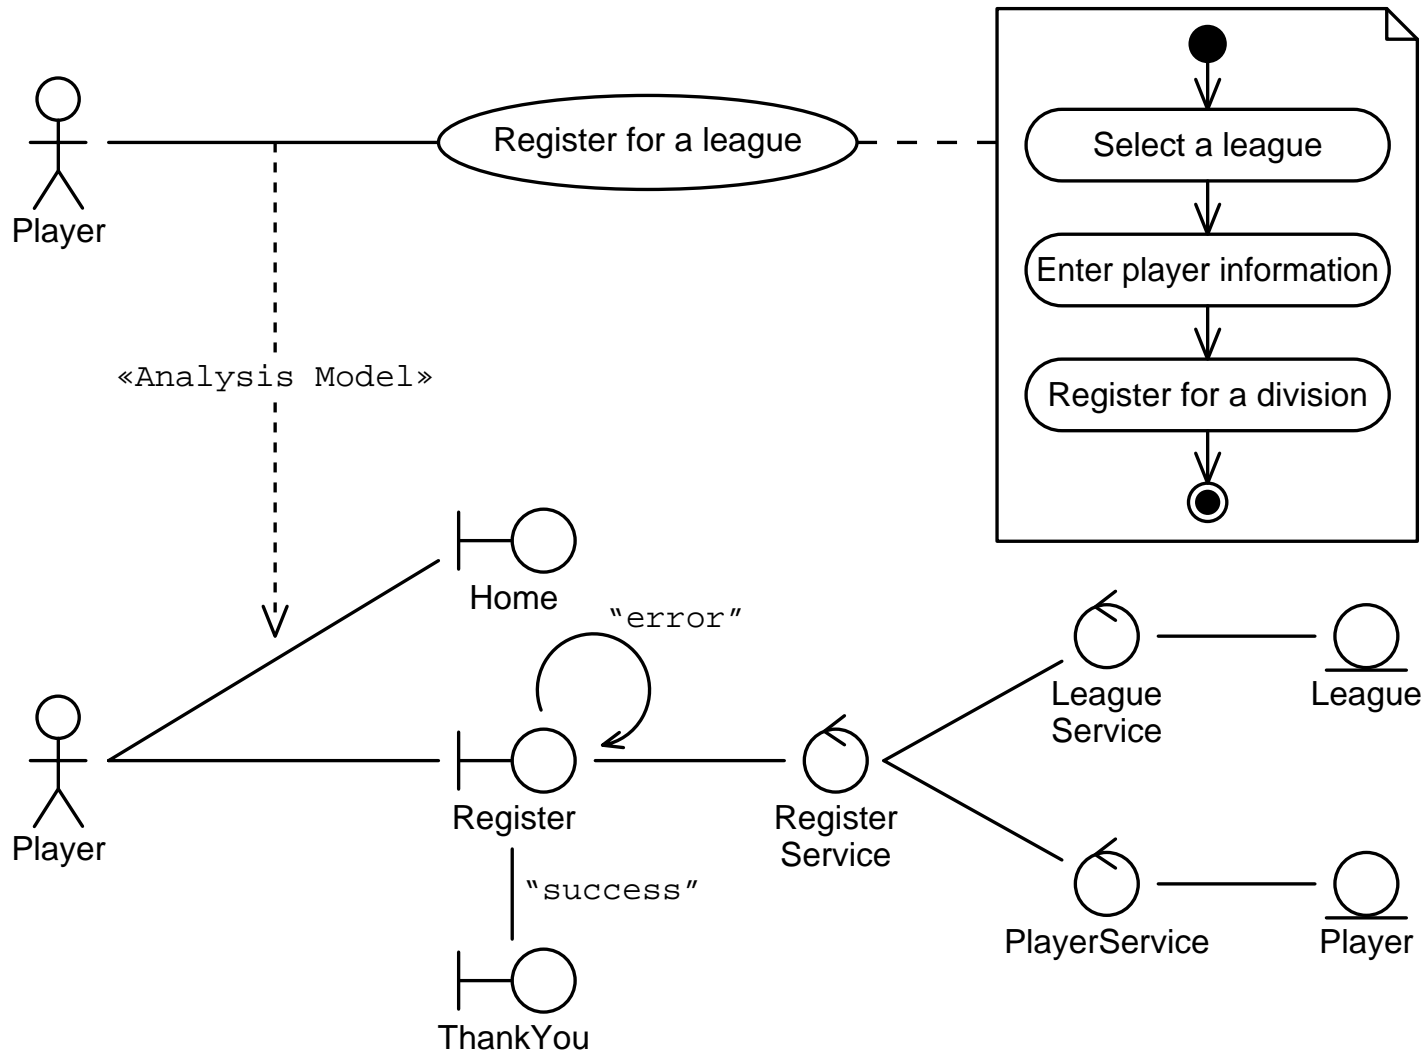 Register for a league
Select a league
Player
Enter player information
«Analysis Model»
Register for a division
Home
“error”
League
Service
League
Player
Register
Register
Service
“success”
PlayerService
Player
ThankYou